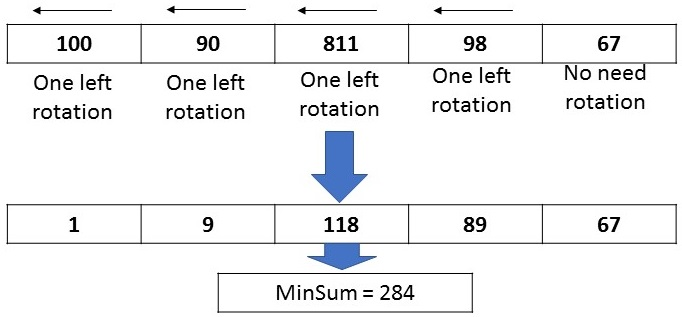 100 90 811 98 67
One left One left One left One left No need
rotation rotation rotation rotation rotation
1 9 118 89 67
MinSum = 284